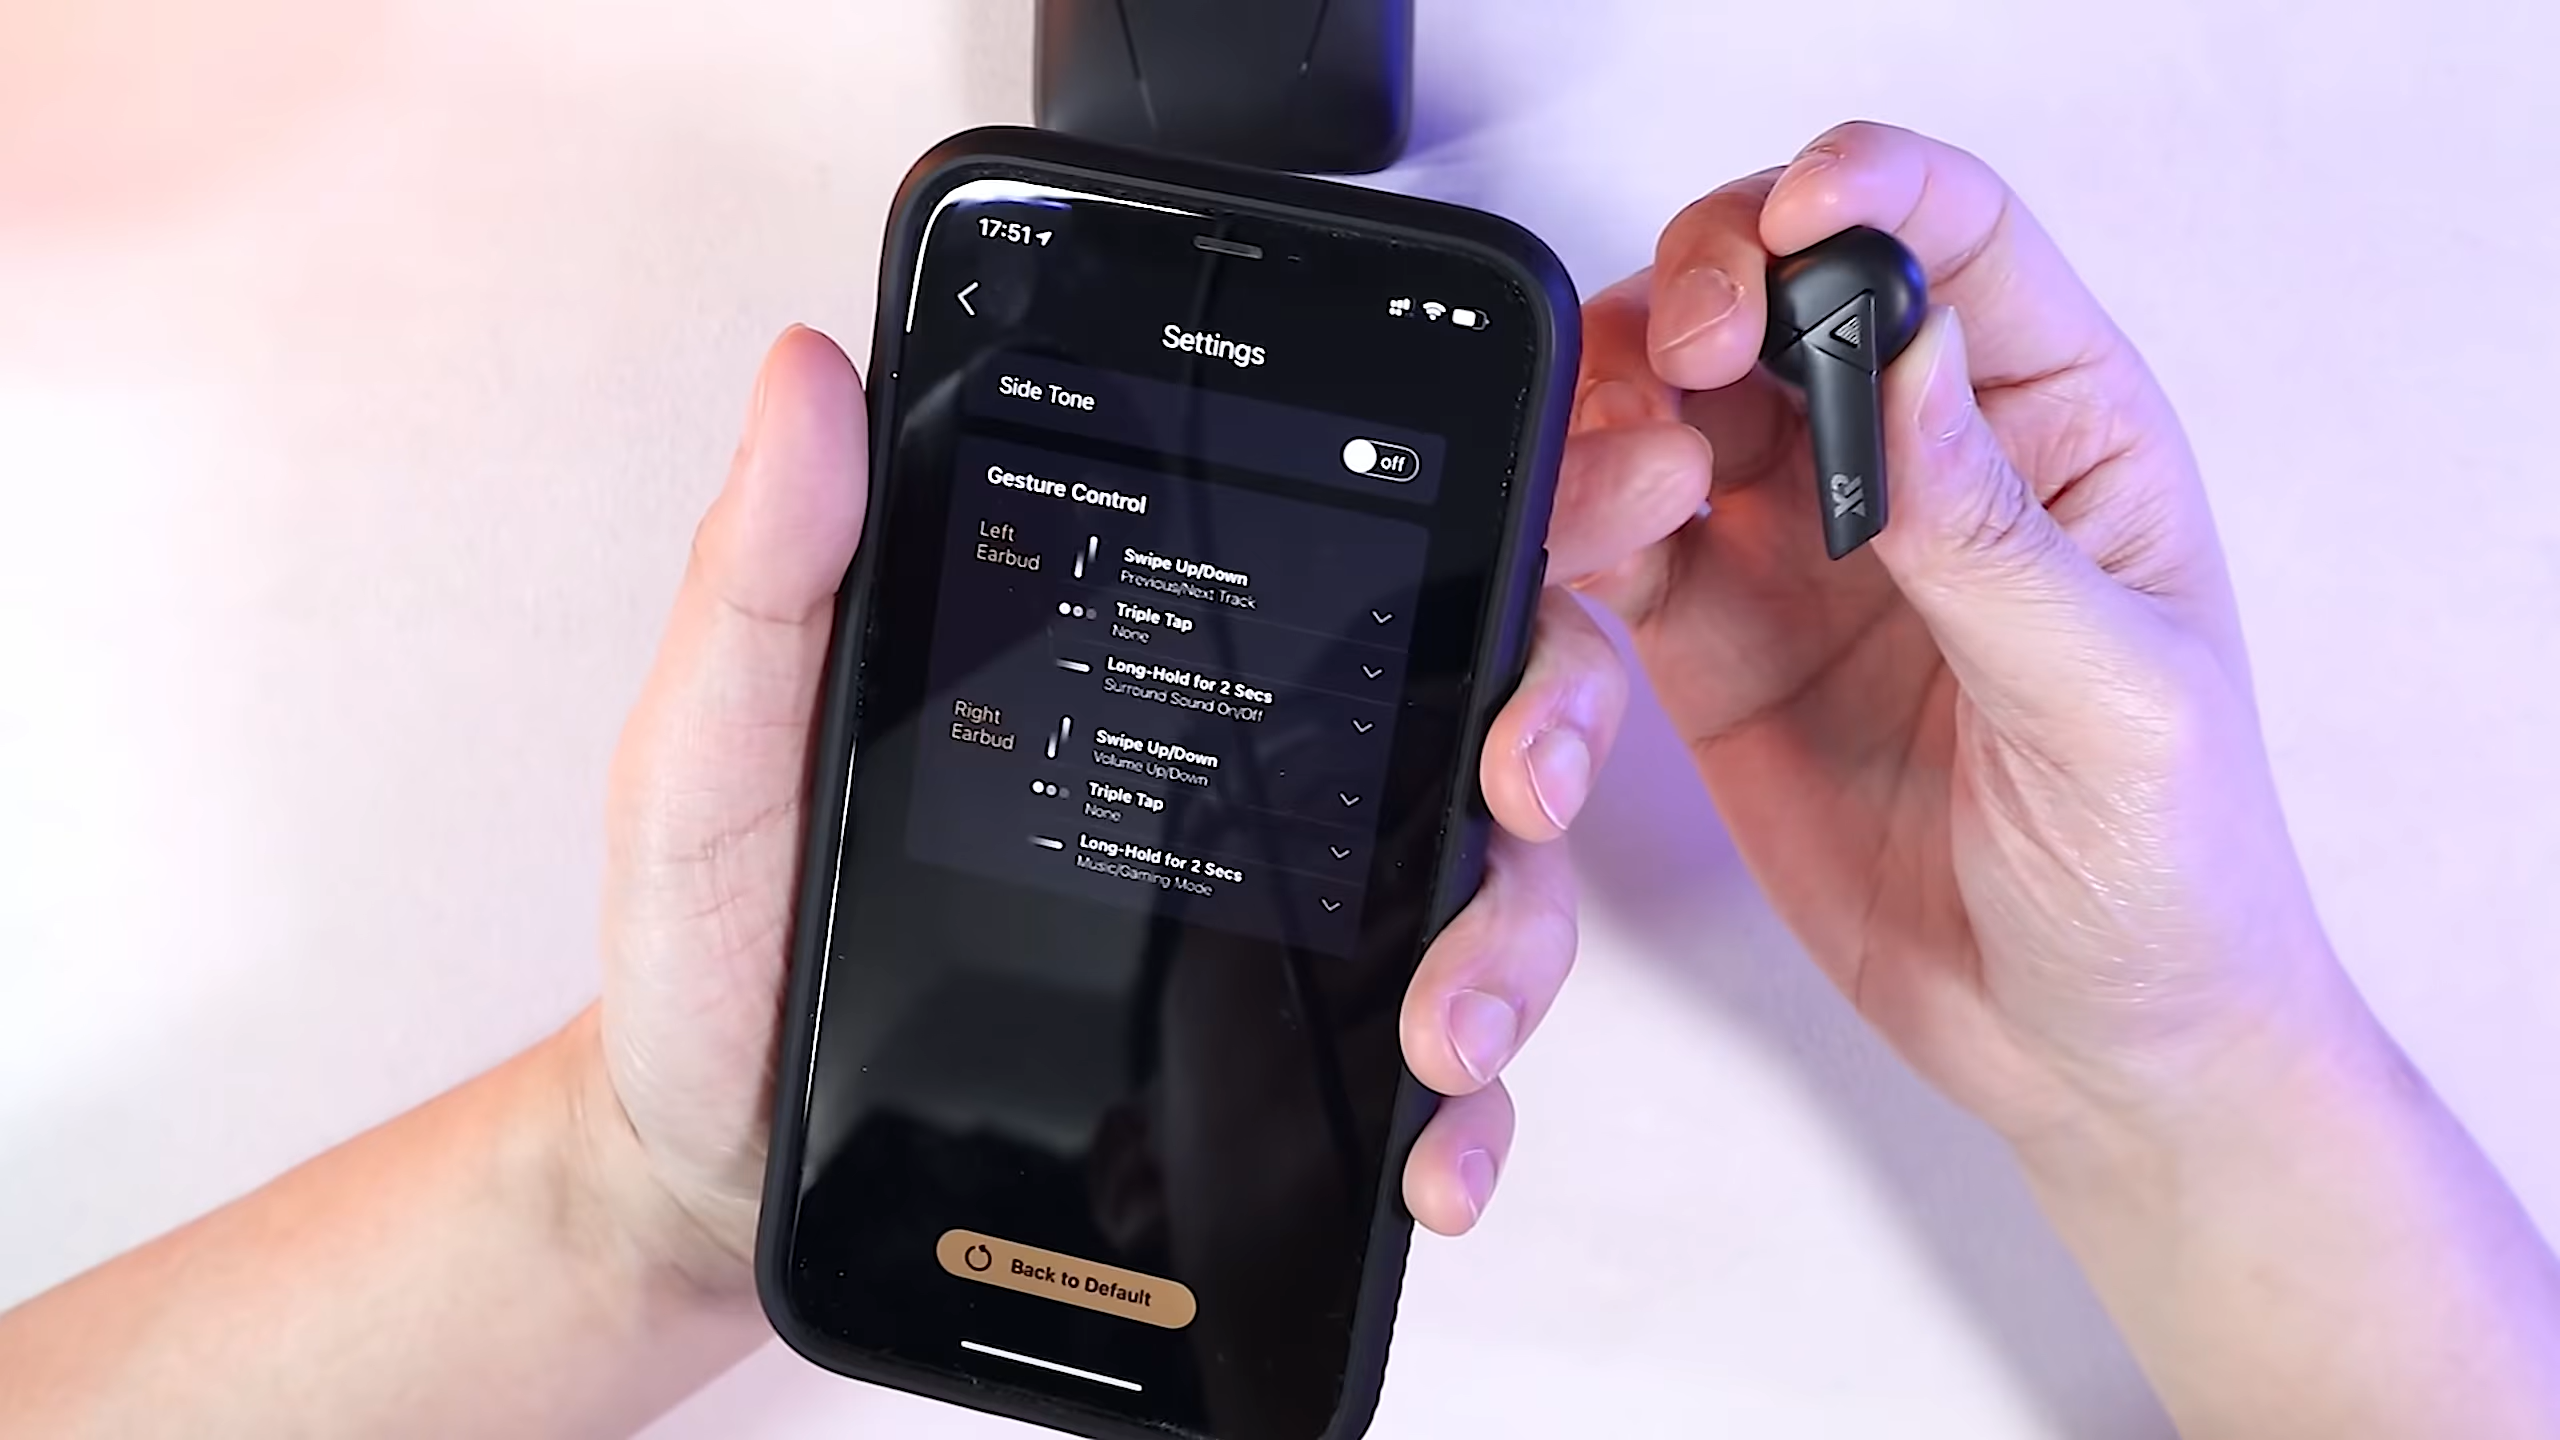 17:51
Settings
Side Tone
off
Gesture Control
Left
Earbud
Swipe Up/Down
Previous/Next Track
Triple Tap
None
Long-Hold for 2 Secs
Surround Sound On/Off
Right
Earbud
Swipe Up/Down
Volume Up/Down
Triple Tap
None
Long-Hold for 2 Secs
Music/Gaming Mode
Back to Default